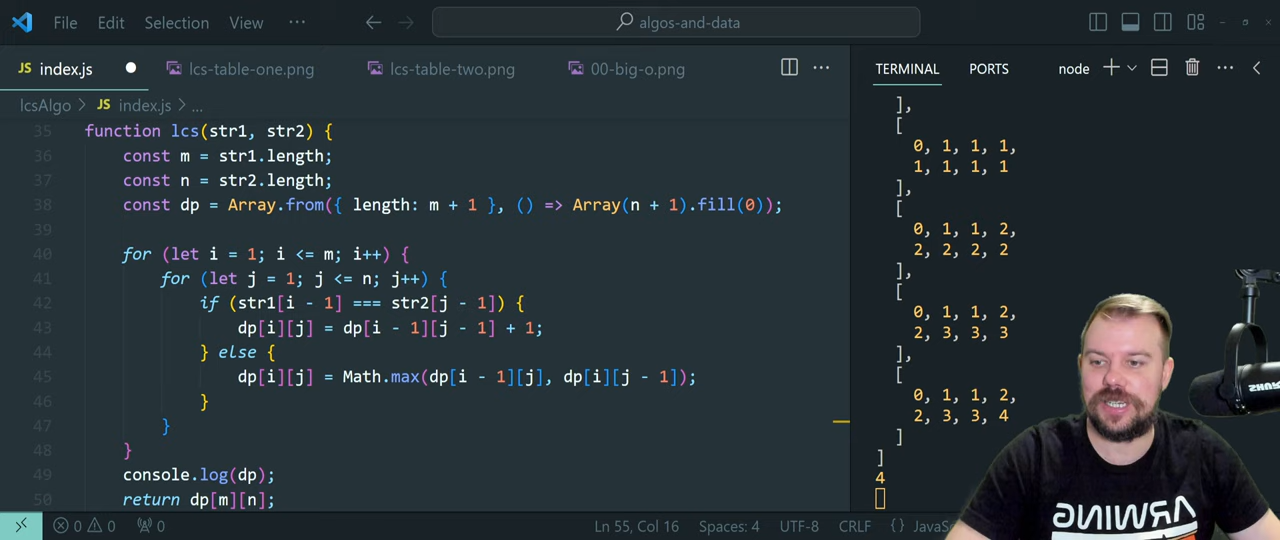 File Edit Selection View ··· algos-and-data
JS index.js lcs-table-one.png lcs-table-two.png 00-big-o.png ···
TERMINAL PORTS node ···
lcsAlgo > JS index.js > ...
35 function lcs(str1, str2) {
36 const m = str1.length;
37 const n = str2.length;
38 const dp = Array.from({ length: m + 1 }, () => Array(n + 1).fill(0));
39
40 for (let i = 1; i <= m; i++) {
41 for (let j = 1; j <= n; j++) {
42 if (str1[i - 1] === str2[j - 1]) {
43 dp[i][j] = dp[i - 1][j - 1] + 1;
44 } else {
45 dp[i][j] = Math.max(dp[i - 1][j], dp[i][j - 1]);
46 }
47 }
48 }
49 console.log(dp);
50 return dp[m][n];
],
[
0, 1, 1, 1,
1, 1, 1, 1
],
[
0, 1, 1, 2,
2, 2, 2, 2
],
[
0, 1, 1, 2,
2, 3, 3, 3
],
[
0, 1, 1, 2,
2, 3, 3, 4
]
]
4
SHURE
ARWING
0 0 0 Ln 55, Col 16 Spaces: 4 UTF-8 CRLF {} JavaS